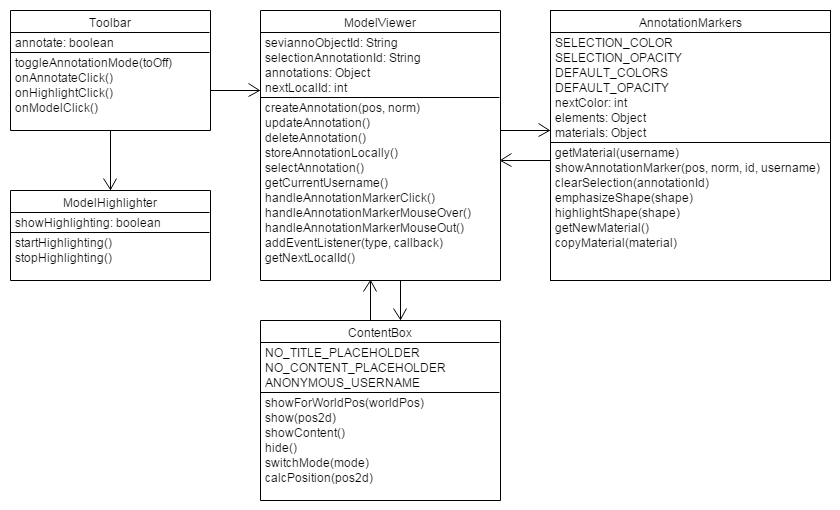 Toolbar
annotate: boolean
toggleAnnotationMode(toOff)
onAnnotateClick()
onHighlightClick()
onModelClick()
ModelHighlighter
showHighlighting: boolean
startHighlighting()
stopHighlighting()
ModelViewer
seviannoObjectId: String
selectionAnnotationId: String
annotations: Object
nextLocalId: int
createAnnotation(pos, norm)
updateAnnotation()
deleteAnnotation()
storeAnnotationLocally()
selectAnnotation()
getCurrentUsername()
handleAnnotationMarkerClick()
handleAnnotationMarkerMouseOver()
handleAnnotationMarkerMouseOut()
addEventListener(type, callback)
getNextLocalId()
AnnotationMarkers
SELECTION_COLOR
SELECTION_OPACITY
DEFAULT_COLORS
DEFAULT_OPACITY
nextColor: int
elements: Object
materials: Object
getMaterial(username)
showAnnotationMarker(pos, norm, id, username)
clearSelection(annotationId)
emphasizeShape(shape)
highlightShape(shape)
getNewMaterial()
copyMaterial(material)
ContentBox
NO_TITLE_PLACEHOLDER
NO_CONTENT_PLACEHOLDER
ANONYMOUS_USERNAME
showForWorldPos(worldPos)
show(pos2d)
showContent()
hide()
switchMode(mode)
calcPosition(pos2d)